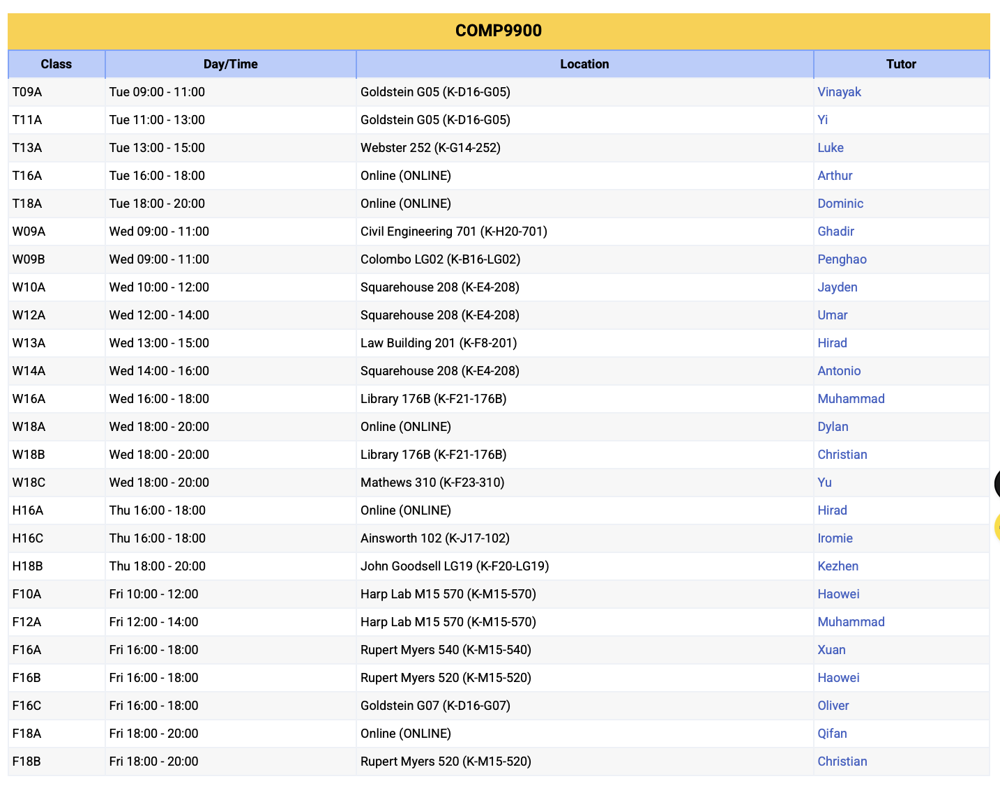 COMP9900
Class Day/Time Location Tutor
T09A Tue 09:00 - 11:00 Goldstein G05 (K-D16-G05) Vinayak
T11A Tue 11:00 - 13:00 Goldstein G05 (K-D16-G05) Yi
T13A Tue 13:00 - 15:00 Webster 252 (K-G14-252) Luke
T16A Tue 16:00 - 18:00 Online (ONLINE) Arthur
T18A Tue 18:00 - 20:00 Online (ONLINE) Dominic
W09A Wed 09:00 - 11:00 Civil Engineering 701 (K-H20-701) Ghadir
W09B Wed 09:00 - 11:00 Colombo LG02 (K-B16-LG02) Penghao
W10A Wed 10:00 - 12:00 Squarehouse 208 (K-E4-208) Jayden
W12A Wed 12:00 - 14:00 Squarehouse 208 (K-E4-208) Umar
W13A Wed 13:00 - 15:00 Law Building 201 (K-F8-201) Hirad
W14A Wed 14:00 - 16:00 Squarehouse 208 (K-E4-208) Antonio
W16A Wed 16:00 - 18:00 Library 176B (K-F21-176B) Muhammad
W18A Wed 18:00 - 20:00 Online (ONLINE) Dylan
W18B Wed 18:00 - 20:00 Library 176B (K-F21-176B) Christian
W18C Wed 18:00 - 20:00 Mathews 310 (K-F23-310) Yu
H16A Thu 16:00 - 18:00 Online (ONLINE) Hirad
H16C Thu 16:00 - 18:00 Ainsworth 102 (K-J17-102) Iromie
H18B Thu 18:00 - 20:00 John Goodsell LG19 (K-F20-LG19) Kezhen
F10A Fri 10:00 - 12:00 Harp Lab M15 570 (K-M15-570) Haowei
F12A Fri 12:00 - 14:00 Harp Lab M15 570 (K-M15-570) Muhammad
F16A Fri 16:00 - 18:00 Rupert Myers 540 (K-M15-540) Xuan
F16B Fri 16:00 - 18:00 Rupert Myers 520 (K-M15-520) Haowei
F16C Fri 16:00 - 18:00 Goldstein G07 (K-D16-G07) Oliver
F18A Fri 18:00 - 20:00 Online (ONLINE) Qifan
F18B Fri 18:00 - 20:00 Rupert Myers 520 (K-M15-520) Christian